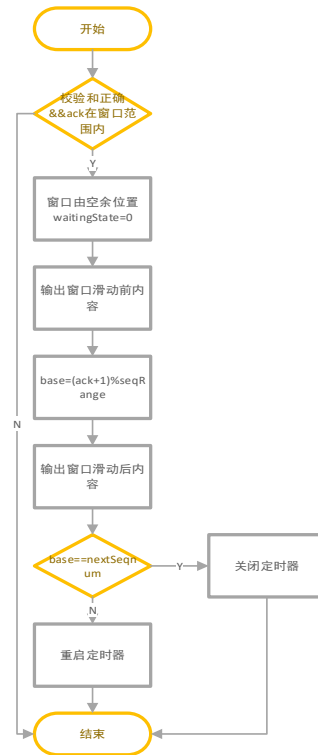 开始
校验和正确
&&ack在窗口范
围内
Y
窗口由空余位置
waitingState=0
输出窗口滑动前内
容
base=(ack+1)%seqR
ange
N
输出窗口滑动后内
容
base==nextSeqn
um
Y
关闭定时器
N
重启定时器
结束